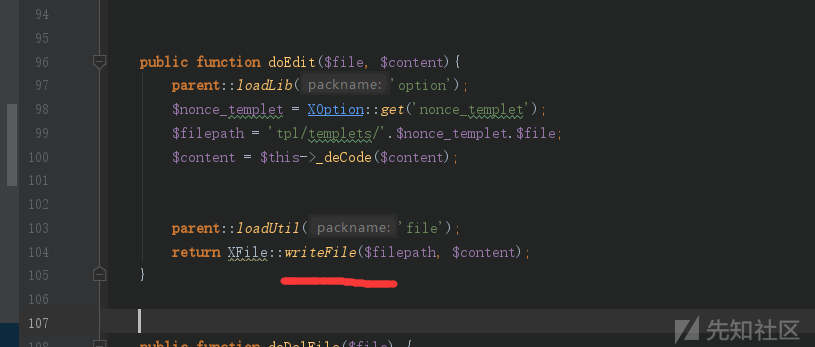 94
95
96 public function doEdit($file, $content){
97 parent::loadLib( packname: 'option');
98 $nonce_templet = XOption::get('nonce_templet');
99 $filepath = 'tpl/templets/'.$nonce_templet.$file;
100 $content = $this->_deCode($content);
101
102
103 parent::loadUtil( packname: 'file');
104 return XFile::writeFile($filepath, $content);
105 }
106
107
108 public function doDelFile($file) {
先知社区